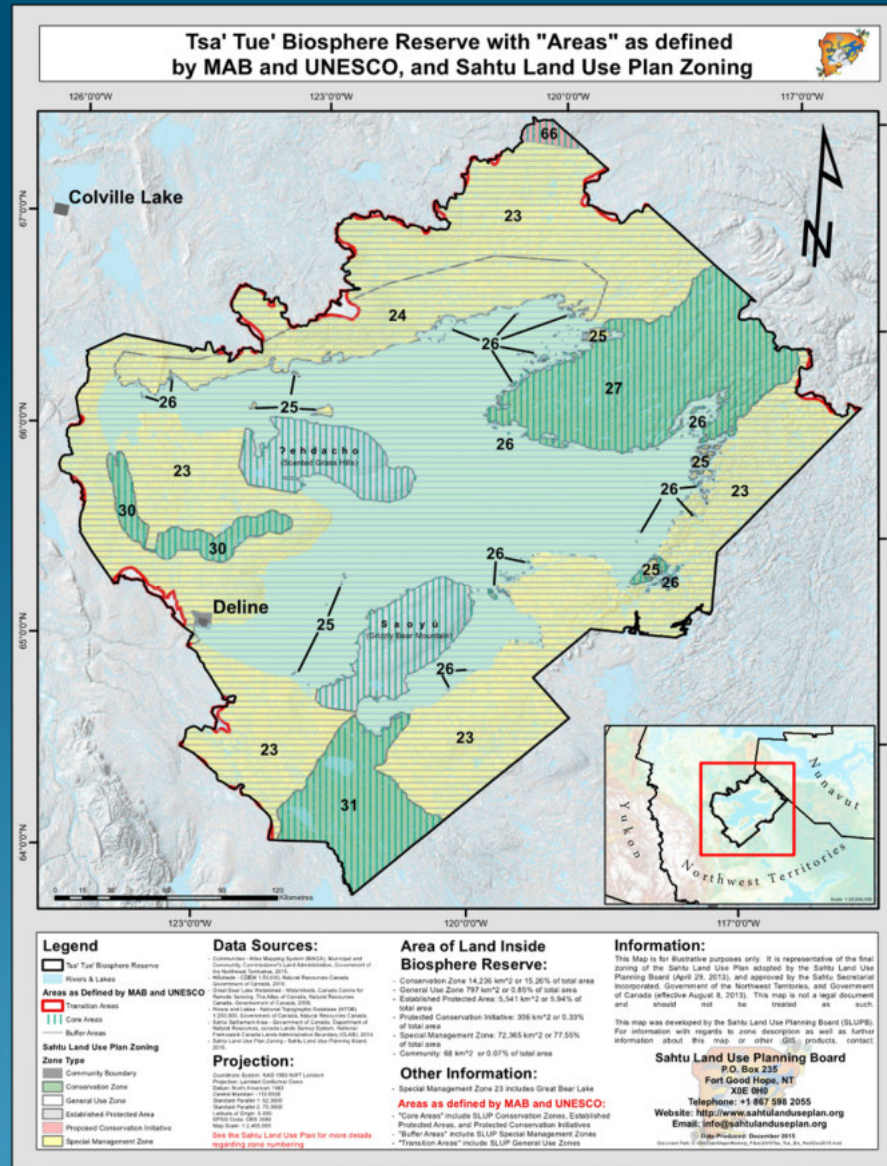 Tsa' Tue' Biosphere Reserve with "Areas" as defined
by MAB and UNESCO, and Sahtu Land Use Plan Zoning
126°0'0"W
123°0'0"W
120°0'0"W
117°0'0"W
66
67°0'0"N
Colville Lake
23
N
24
26
25
27
26
25
66°0'0"N
26
26
Ɂehdacho
(Scented Grass Hills)
23
25
23
26
30
30
26
25
26
Deline
25
Saoyú
(Grizzly Bear Mountain)
65°0'0"N
26
23
23
31
Nunavut
Yukon
Northwest Territories
64°0'0"N
0 15 30 60 90 120
Kilometres
123°0'0"W
120°0'0"W
117°0'0"W
Legend
Tsa' Tue' Biosphere Reserve
Rivers & Lakes
Areas as Defined by MAB and UNESCO
Transition Areas
Core Areas
Buffer Areas
Sahtu Land Use Plan Zoning
Zone Type
Community Boundary
Conservation Zone
General Use Zone
Established Protected Area
Proposed Conservation Initiative
Special Management Zone
Data Sources:
Projection:
See the Sahtu Land Use Plan for more details
regarding zone numbering
Area of Land Inside
Biosphere Reserve:
- Conservation Zone 14,236 km^2 or 15.26% of total area
- General Use Zone 797 km^2 or 0.85% of total area
- Established Protected Area: 5,541 km^2 or 5.94% of
total area
- Protected Conservation Initiative: 306 km^2 or 0.33%
of total area
- Special Management Zone: 72,365 km^2 or 77.55%
of total area
- Community: 68 km^2 or 0.07% of total area
Other Information:
- Special Management Zone 23 includes Great Bear Lake
Areas as defined by MAB and UNESCO:
- "Core Areas" include SLUP Conservation Zones, Established
Protected Areas, and Protected Conservation Initiatives
- "Buffer Areas" include SLUP Special Management Zones
- "Transition Areas" include SLUP General Use Zones
Information:
This Map is for illustrative purposes only. It is representative of the final
zoning of the Sahtu Land Use Plan adopted by the Sahtu Land Use
Planning Board (April 29, 2013), and approved by the Sahtu Secretariat
Incorporated, Government of the Northwest Territories, and Government
of Canada (effective August 8, 2013). This map is not a legal document
and should not be treated as such.
This map was developed by the Sahtu Land Use Planning Board (SLUPB).
For information with regards to zone description as well as further
information about this map or other GIS products, contact
Sahtu Land Use Planning Board
P.O. Box 235
Fort Good Hope, NT
X0E 0H0
Telephone: +1 867 598 2055
Website: http://www.sahtulanduseplan.org
Email: info@sahtulanduseplan.org
Date Produced: December 2015